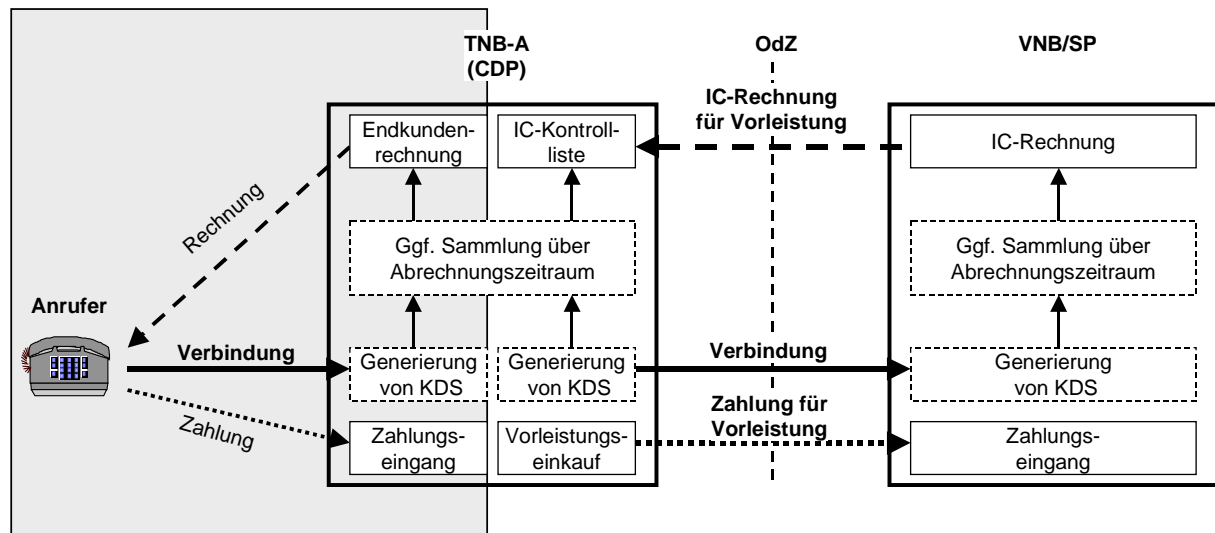 TNB-A
(CDP)
OdZ
VNB/SP
IC-Rechnung
für Vorleistung
Endkunden-
rechnung
IC-Kontroll-
liste
IC-Rechnung
Rechnung
Ggf. Sammlung über
Abrechnungszeitraum
Ggf. Sammlung über
Abrechnungszeitraum
Anrufer
Verbindung
Generierung
von KDS
Generierung
von KDS
Verbindung
Generierung
von KDS
Zahlung
Zahlungs-
eingang
Vorleistungs-
einkauf
Zahlung für
Vorleistung
Zahlungs-
eingang